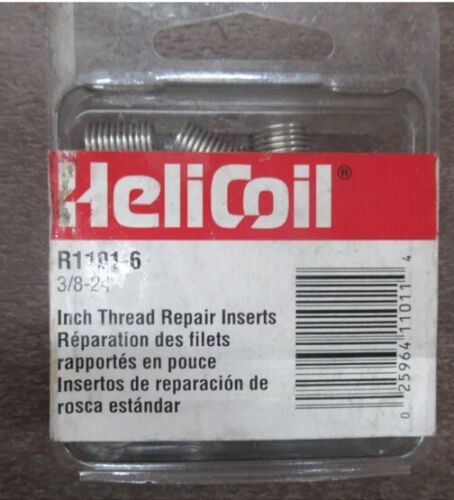 HeliCoil®
R1191-6
3/8-24
Inch Thread Repair Inserts
Réparation des filets
rapportés en pouce
Insertos de reparación de
rosca estándar
0 25964 11011 4